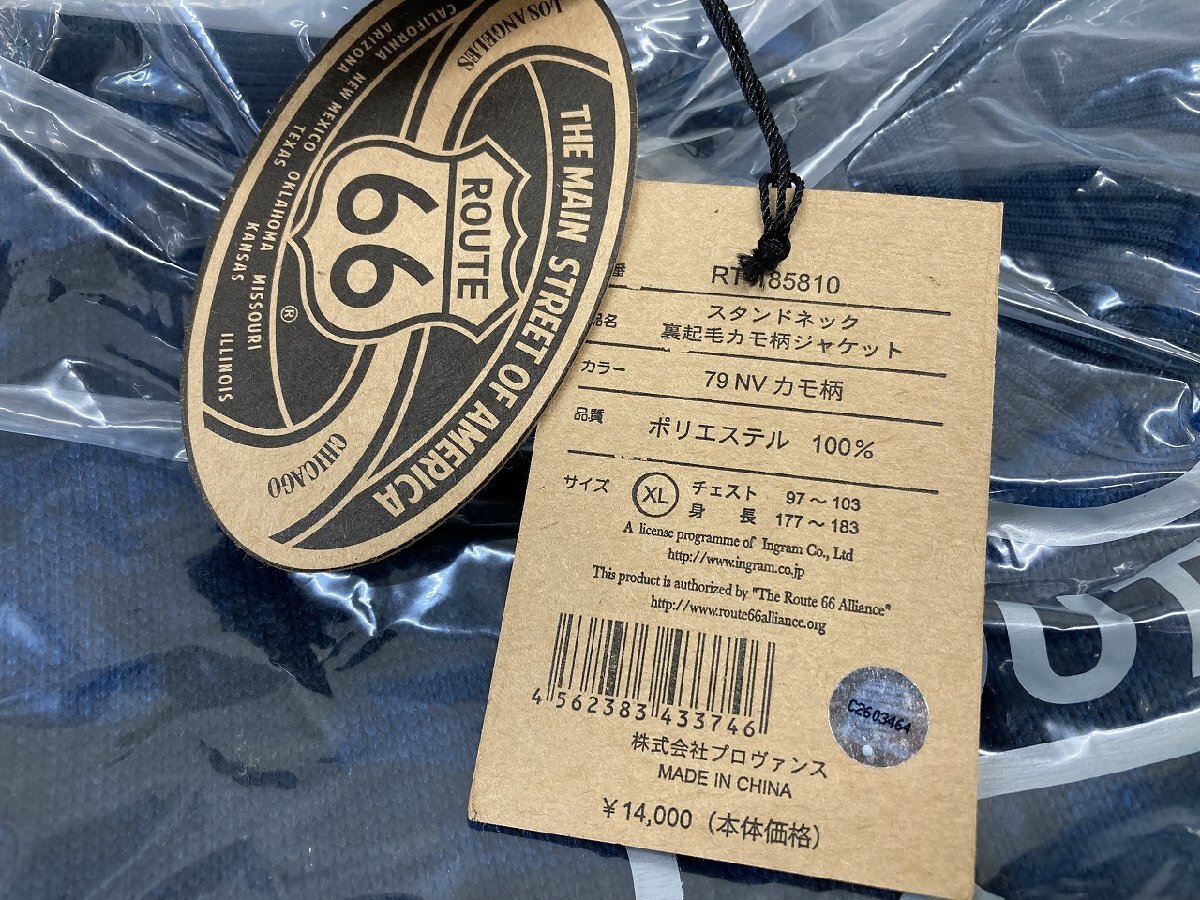 LOS ANGELES
CALIFORNIA
ARIZONA NEW MEXICO
TEXAS OKLAHOMA
KANSAS MISSOURI
ILLINOIS
CHICAGO
THE MAIN STREET OF AMERICA
ROUTE
66
®
番 85810
品名 スタンドネック
裏起毛カモ柄ジャケット
カラー 79 NV カモ柄
品質 ポリエステル 100%
サイズ XL チェスト 97～103
身長 177～183
A license programme of Ingram Co., Ltd
http://www.ingram.co.jp
This product is authorized by "The Route 66 Alliance"
http://www.route66alliance.org
4 562383 433746
C2603464
株式会社プロヴァンス
MADE IN CHINA
¥14,000（本体価格）